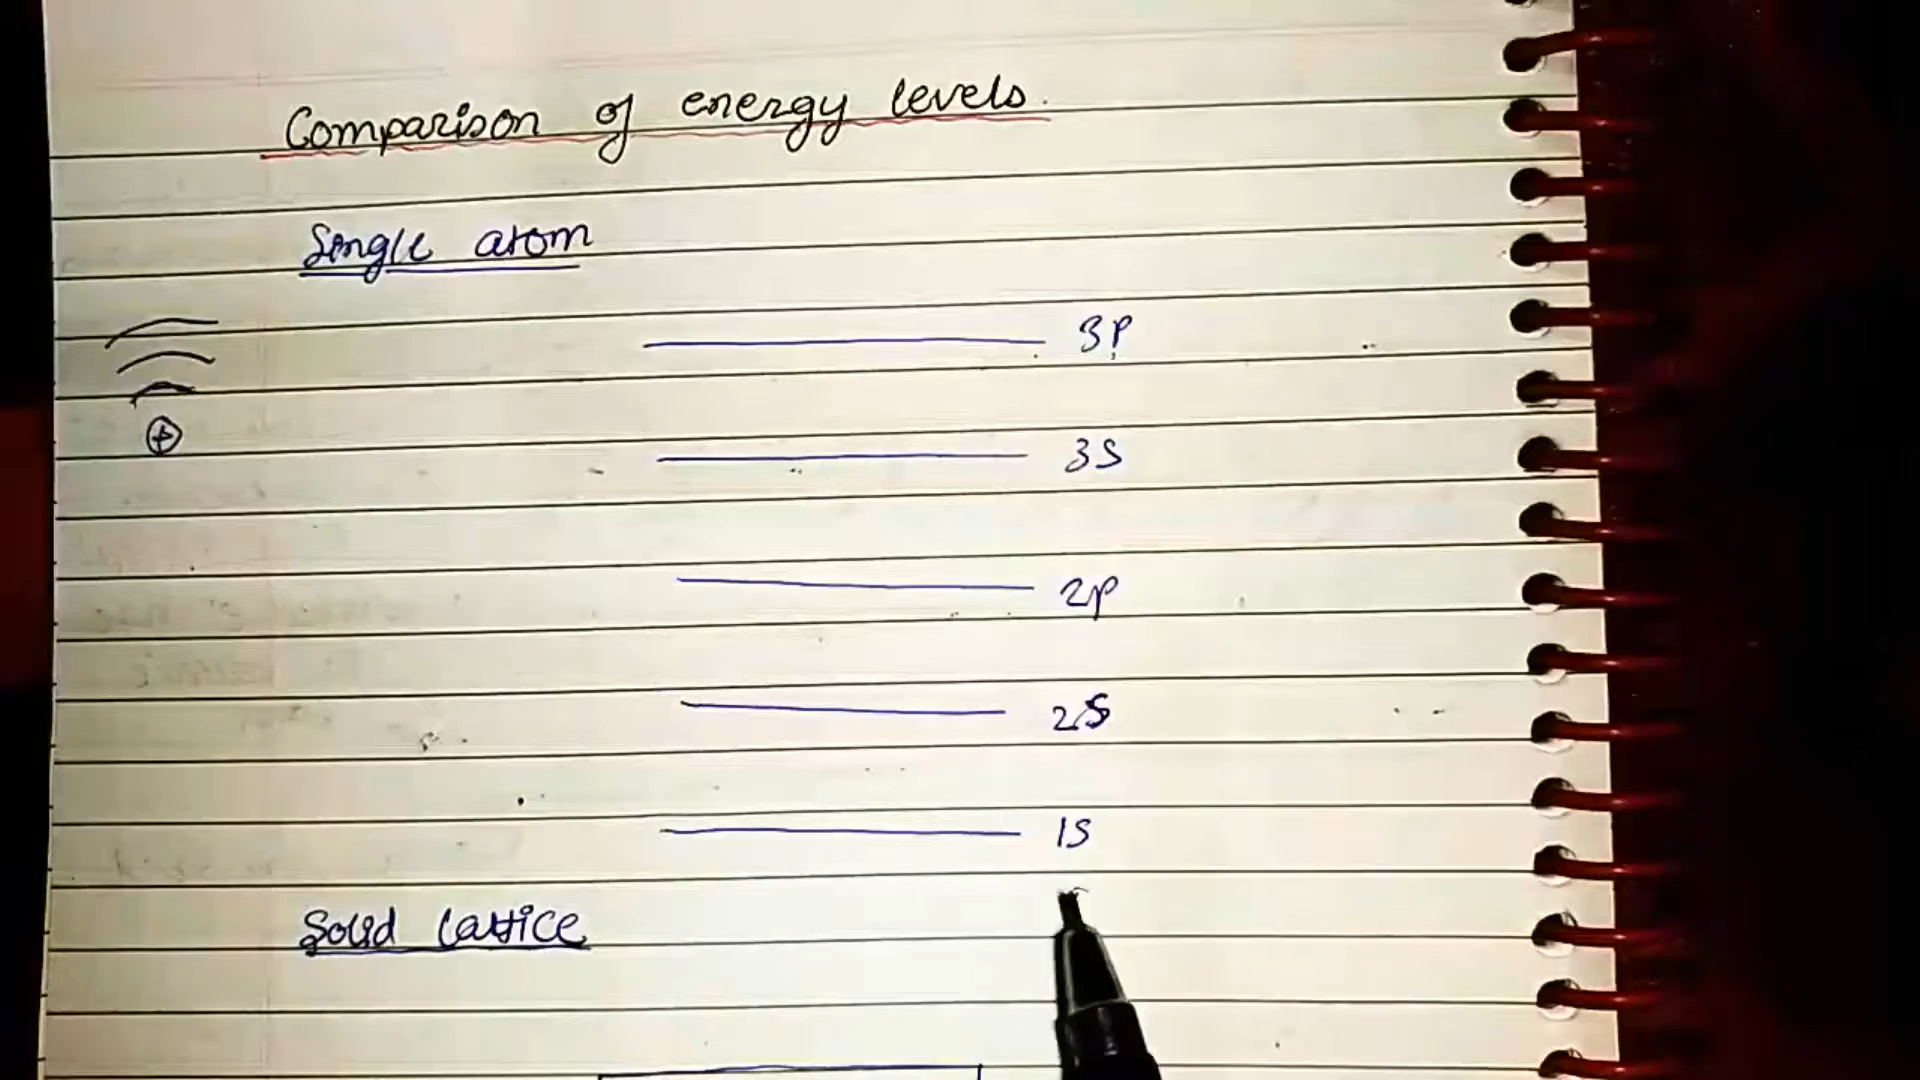 Comparison of energy levels.
Single atom
3P
3S
2p
2S
1S
Solid Lattice